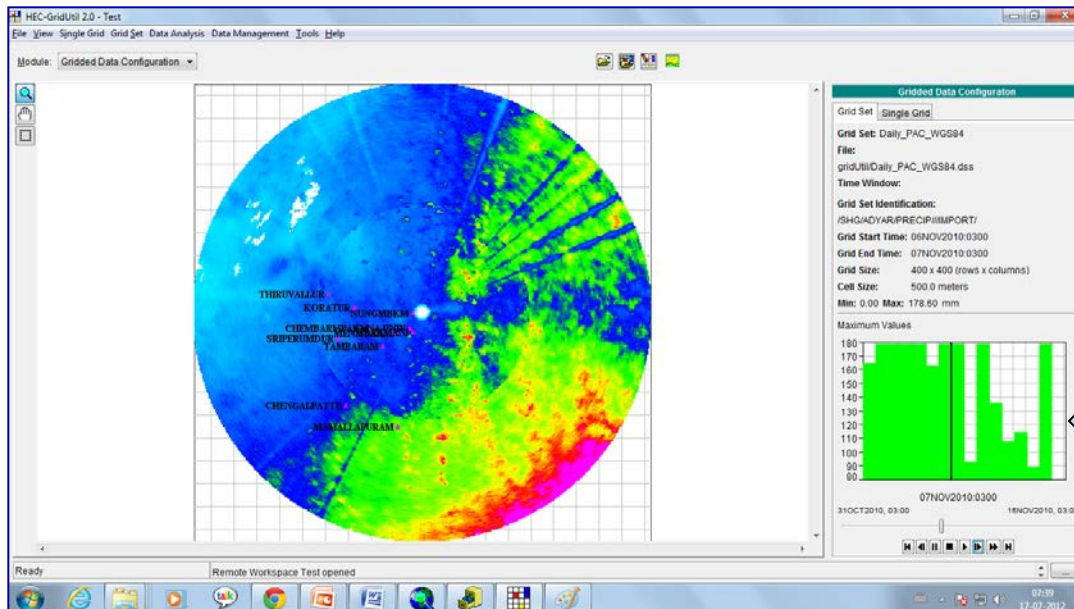 HEC-GridUtil 2.0 - Test
File View Single Grid Grid Set Data Analysis Data Management Tools Help
Module: Gridded Data Configuration
Gridded Data Configuraton
Grid Set Single Grid
Grid Set: Daily_PAC_WGS84
File:
gridUtil/Daily_PAC_WGS84.dss
Time Window:
Grid Set Identification:
/SHG/ADYAR/PRECIP///IMPORT/
Grid Start Time: 06NOV2010:0300
Grid End Time: 07NOV2010:0300
Grid Size: 400 x 400 (rows x columns)
Cell Size: 500.0 meters
Min: 0.00 Max: 178.60 mm
Maximum Values
180
170
160
150
140
130
120
110
100
90
80
07NOV2010:0300
31OCT2010, 03:00 16NOV2010, 03:0
THIRUVALLUR
KORATUR
NUNGMBKM
SRIPERUMDUR
TAMBARAM
CHENGALPATTU
MAMALLAPURAM
Ready Remote Workspace Test opened
talk
07:39
17-07-2012